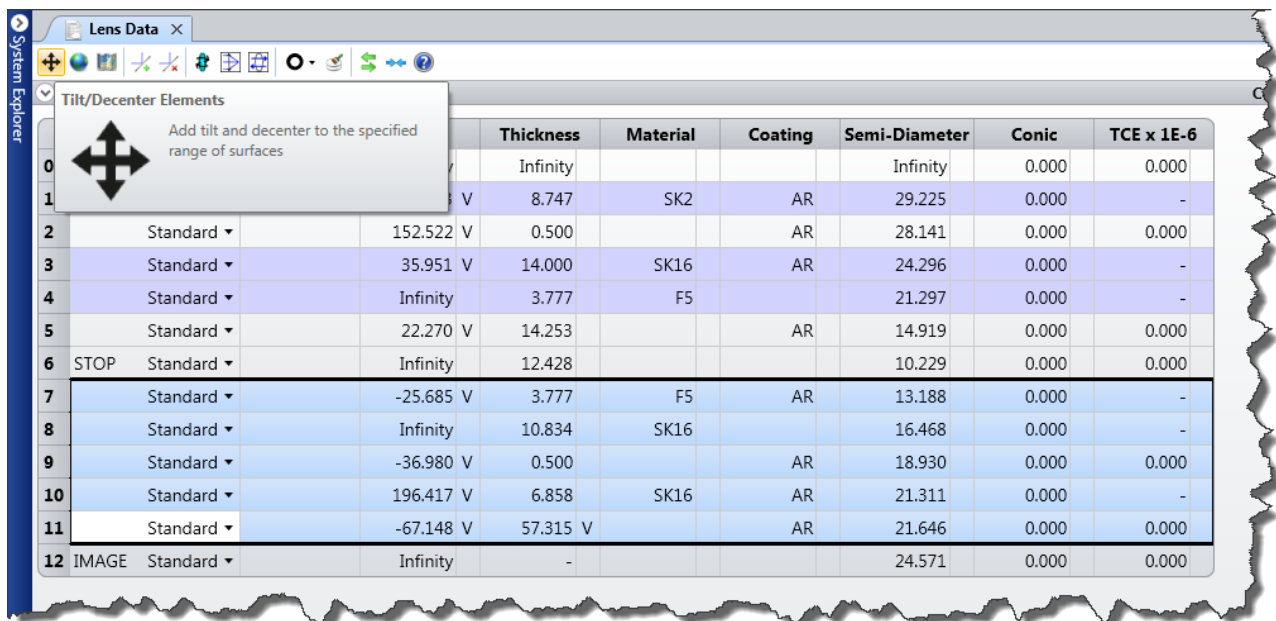 System Explorer
Lens Data ×
Tilt/Decenter Elements
Add tilt and decenter to the specified
range of surfaces
Thickness Material Coating Semi-Diameter Conic TCE x 1E-6
0 Infinity Infinity 0.000 0.000
1 V 8.747 SK2 AR 29.225 0.000 -
2 Standard 152.522 V 0.500 AR 28.141 0.000 0.000
3 Standard 35.951 V 14.000 SK16 AR 24.296 0.000 -
4 Standard Infinity 3.777 F5 21.297 0.000 -
5 Standard 22.270 V 14.253 AR 14.919 0.000 0.000
6 STOP Standard Infinity 12.428 10.229 0.000 0.000
7 Standard -25.685 V 3.777 F5 AR 13.188 0.000 -
8 Standard Infinity 10.834 SK16 16.468 0.000 -
9 Standard -36.980 V 0.500 AR 18.930 0.000 0.000
10 Standard 196.417 V 6.858 SK16 AR 21.311 0.000 -
11 Standard -67.148 V 57.315 V AR 21.646 0.000 0.000
12 IMAGE Standard Infinity - 24.571 0.000 0.000